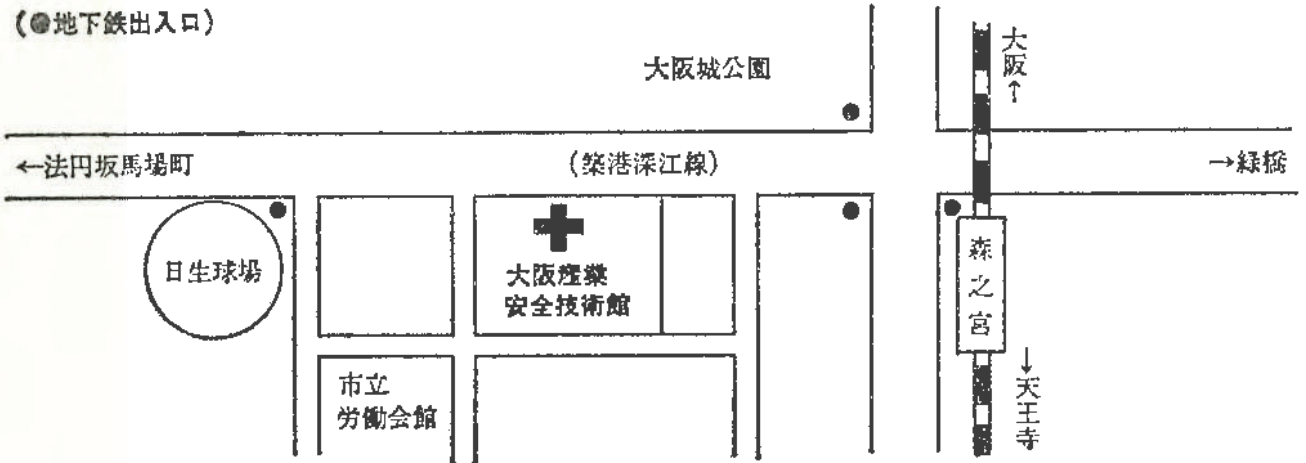 (●地下鉄出入口)
大阪城公園
大阪↑
←法円坂馬場町
(築港深江線)
→緑橋
日生球場
大阪産業
安全技術館
森之宮
市立
労働会館
↓天王寺